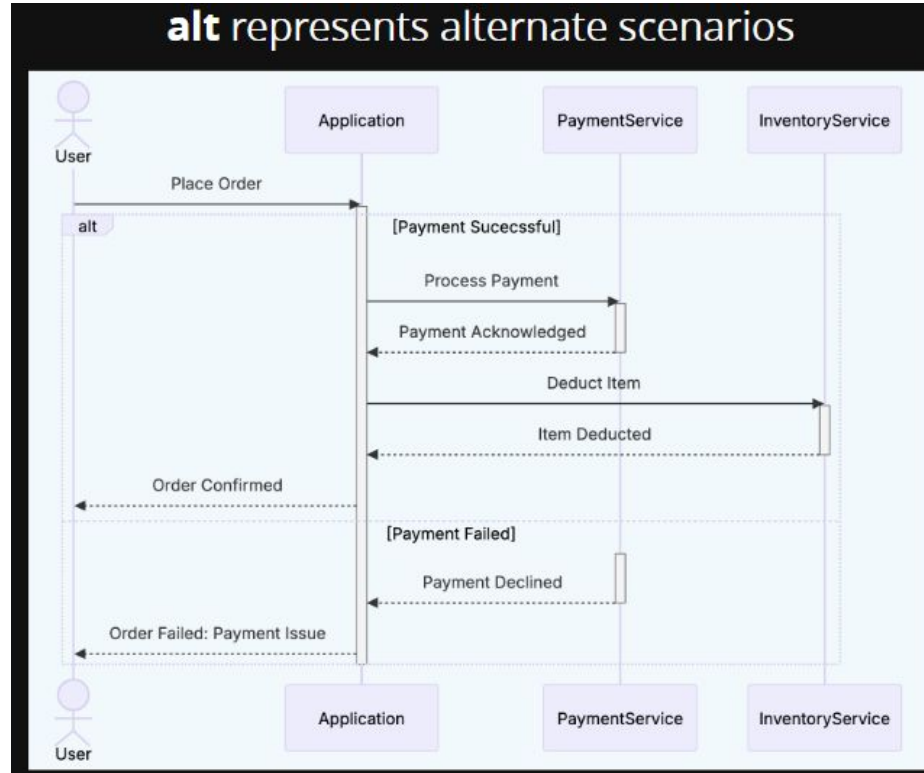 alt represents alternate scenarios
User
Application
PaymentService
InventoryService
Place Order
alt
[Payment Sucecssful]
Process Payment
Payment Acknowledged
Deduct Item
Item Deducted
Order Confirmed
[Payment Failed]
Payment Declined
Order Failed: Payment Issue
User
Application
PaymentService
InventoryService